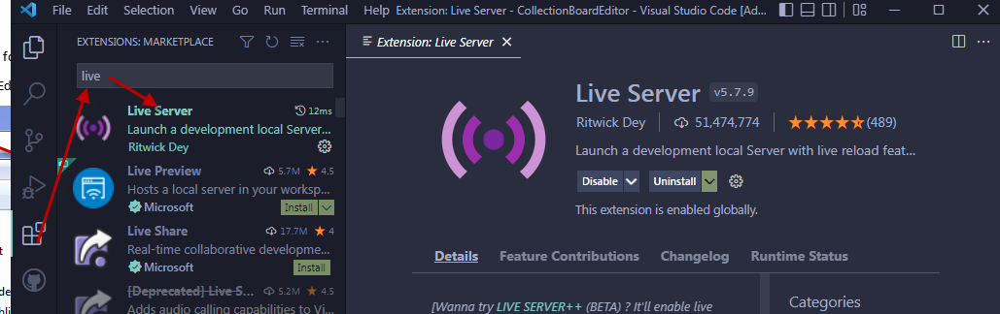 File Edit Selection View Go Run Terminal Help Extension: Live Server - CollectionBoardEditor - Visual Studio Code [Ad...
EXTENSIONS: MARKETPLACE
live
Live Server 12ms
Launch a development local Server...
Ritwick Dey
Live Preview 5.7M 4.5
Hosts a local server in your worksp...
Microsoft Install
Live Share 17.7M 4
Real-time collaborative developme...
Microsoft Install
[Deprecated] Live S... 5.2M 4.5
Adds audio calling capabilities to Vi
Extension: Live Server
Live Server v5.7.9
Ritwick Dey 51,474,774 (489)
Launch a development local Server with live reload feat...
Disable Uninstall
This extension is enabled globally.
Details Feature Contributions Changelog Runtime Status
[Wanna try LIVE SERVER++ (BETA) ? It'll enable live
Categories